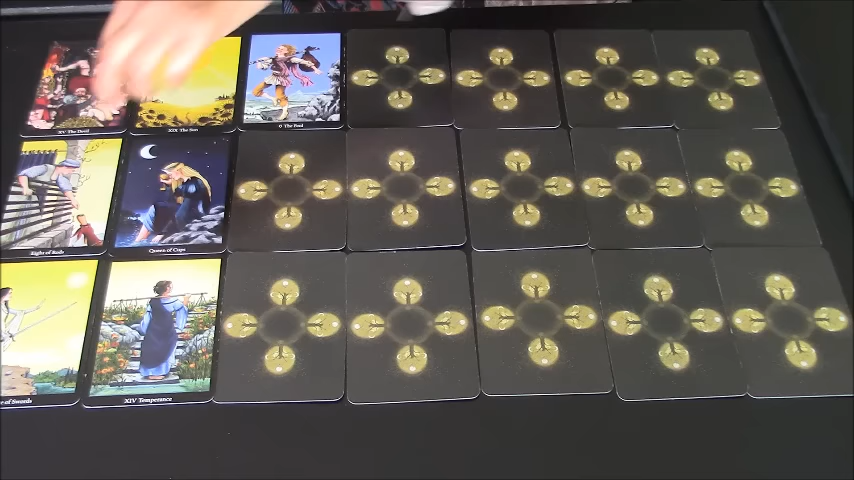 XV The Devil
XIX The Sun
0 The Fool
Eight of Rods
Queen of Cups
of Swords
XIV Temperance